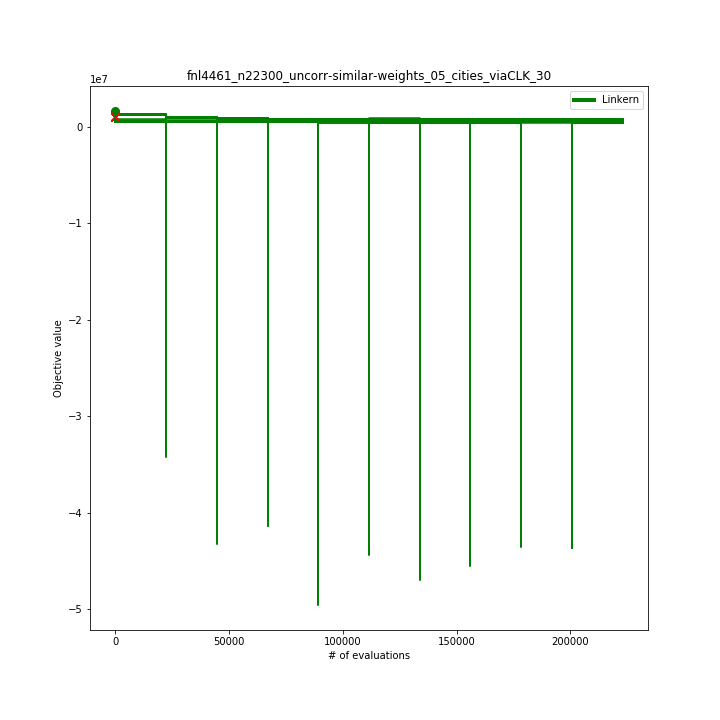 fnl4461_n22300_uncorr-similar-weights_05_cities_viaCLK_30
1e7
Linkern
0
−1
−2
−3
−4
−5
Objective value
0 50000 100000 150000 200000
# of evaluations